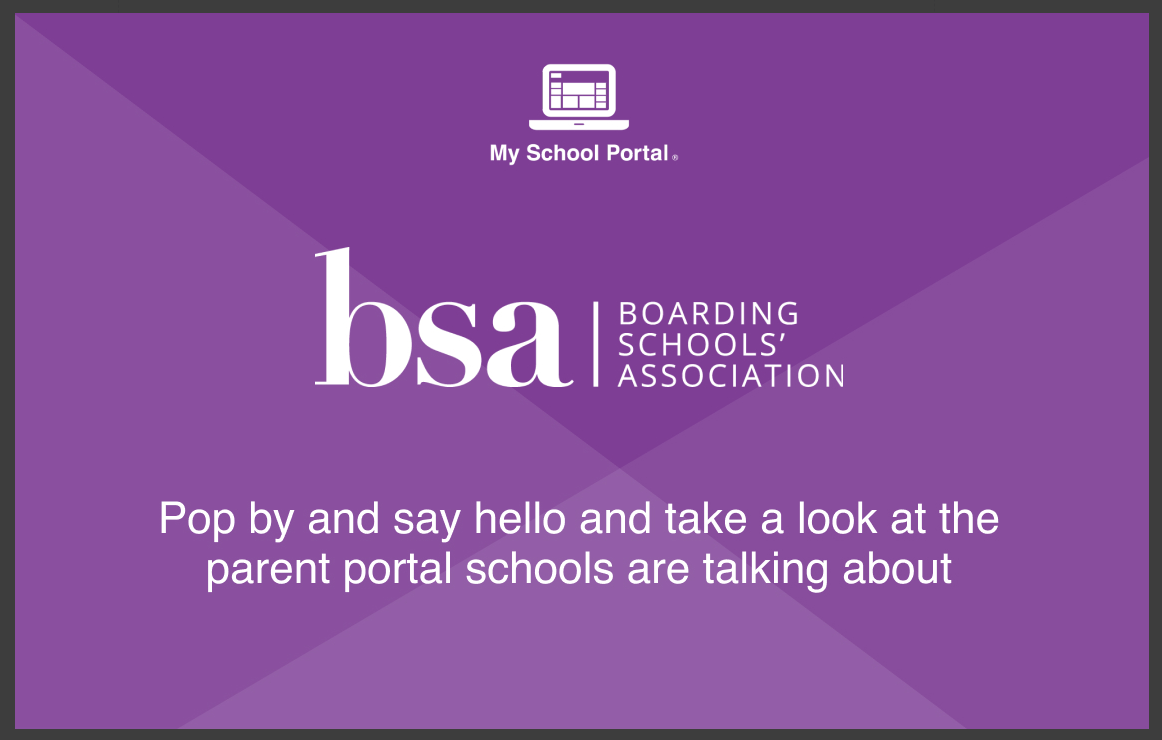 My School Portal®
bsa
BOARDING
SCHOOLS’
ASSOCIATION
Pop by and say hello and take a look at the
parent portal schools are talking about